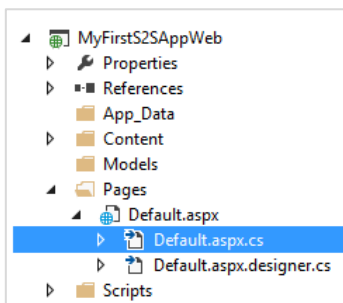 MyFirstS2SAppWeb
Properties
References
App_Data
Content
Models
Pages
Default.aspx
Default.aspx.cs
Default.aspx.designer.cs
Scripts